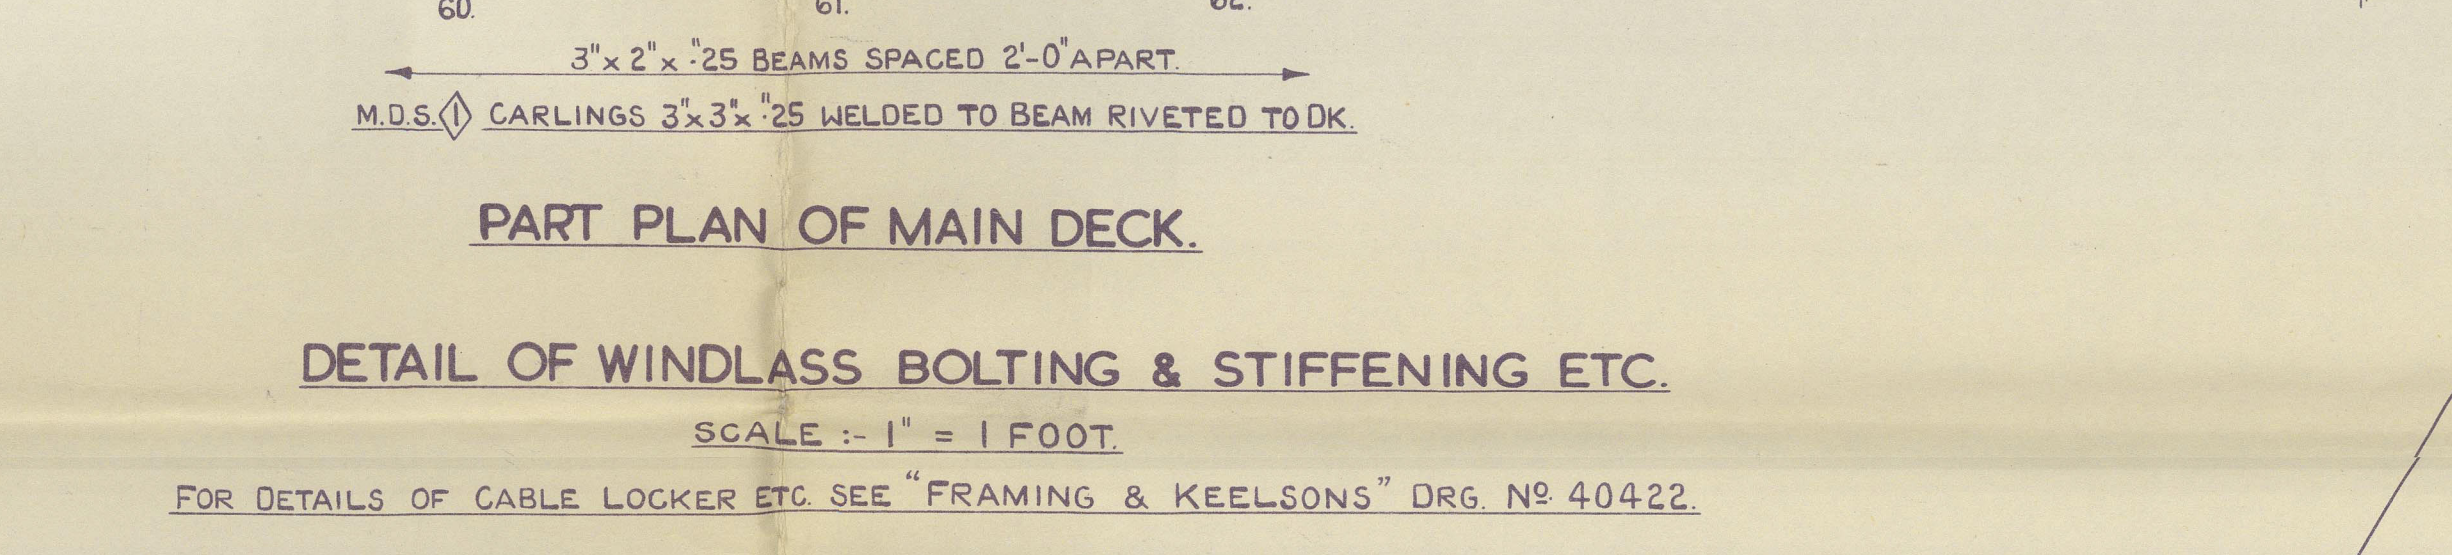 60. 61. 62.
3"x 2"x ·"25 BEAMS SPACED 2'-0" APART.
M.D.S. 1 CARLINGS 3"x 3"x ·"25 WELDED TO BEAM RIVETED TO DK.
PART PLAN OF MAIN DECK.
DETAIL OF WINDLASS BOLTING & STIFFENING ETC.
SCALE :- 1" = 1 FOOT.
FOR DETAILS OF CABLE LOCKER ETC. SEE "FRAMING & KEELSONS" DRG. Nº 40422.